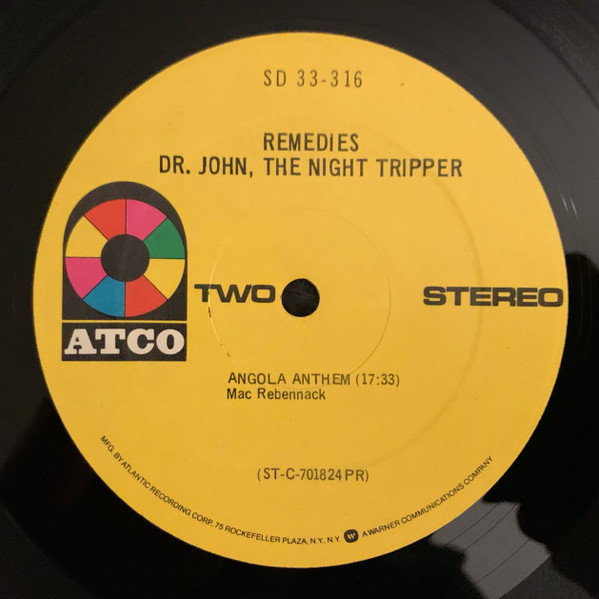 SD 33-316
REMEDIES
DR. JOHN, THE NIGHT TRIPPER
TWO
STEREO
ATCO
ANGOLA ANTHEM (17:33)
Mac Rebennack
(ST-C-701824 PR)
MFG. BY ATLANTIC RECORDING CORP., 75 ROCKEFELLER PLAZA, N.Y., N.Y. W A WARNER COMMUNICATIONS COMPANY